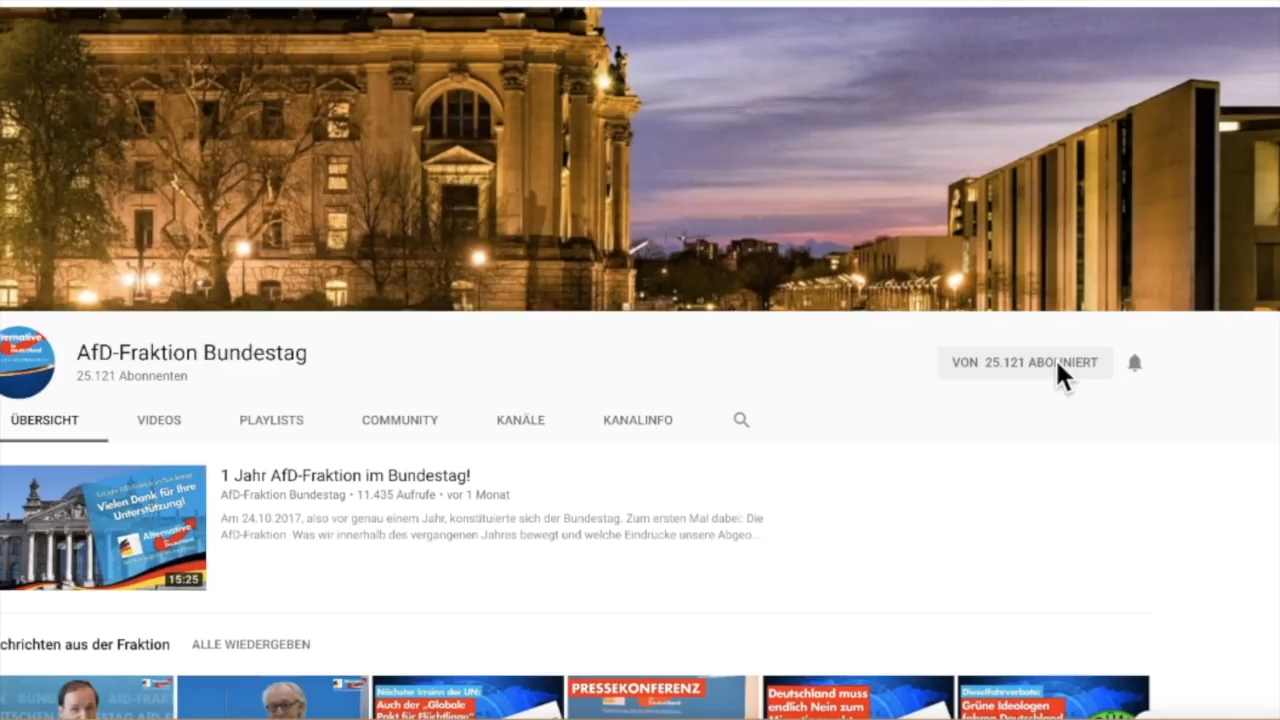 ternative
AfD-Fraktion Bundestag
25.121 Abonnenten
VON 25.121 ABONNIERT
ÜBERSICHT VIDEOS PLAYLISTS COMMUNITY KANÄLE KANALINFO
Vielen Dank für Ihre
Unterstützung!
Alternative
15:25
1 Jahr AfD-Fraktion im Bundestag!
AfD-Fraktion Bundestag • 11.435 Aufrufe • vor 1 Monat
Am 24.10.2017, also vor genau einem Jahr, konstituierte sich der Bundestag. Zum ersten Mal dabei: Die
AfD-Fraktion. Was wir innerhalb des vergangenen Jahres bewegt und welche Eindrücke unsere Abgeo...
chrichten aus der Fraktion ALLE WIEDERGEBEN
Nächster Irrsinn der UN:
Auch der „Globale
Pakt für Flüchtlinge"
PRESSEKONFERENZ
Deutschland muss
endlich Nein zum
Dieselfahrverbote:
Grüne Ideologen
fahren Deutschland